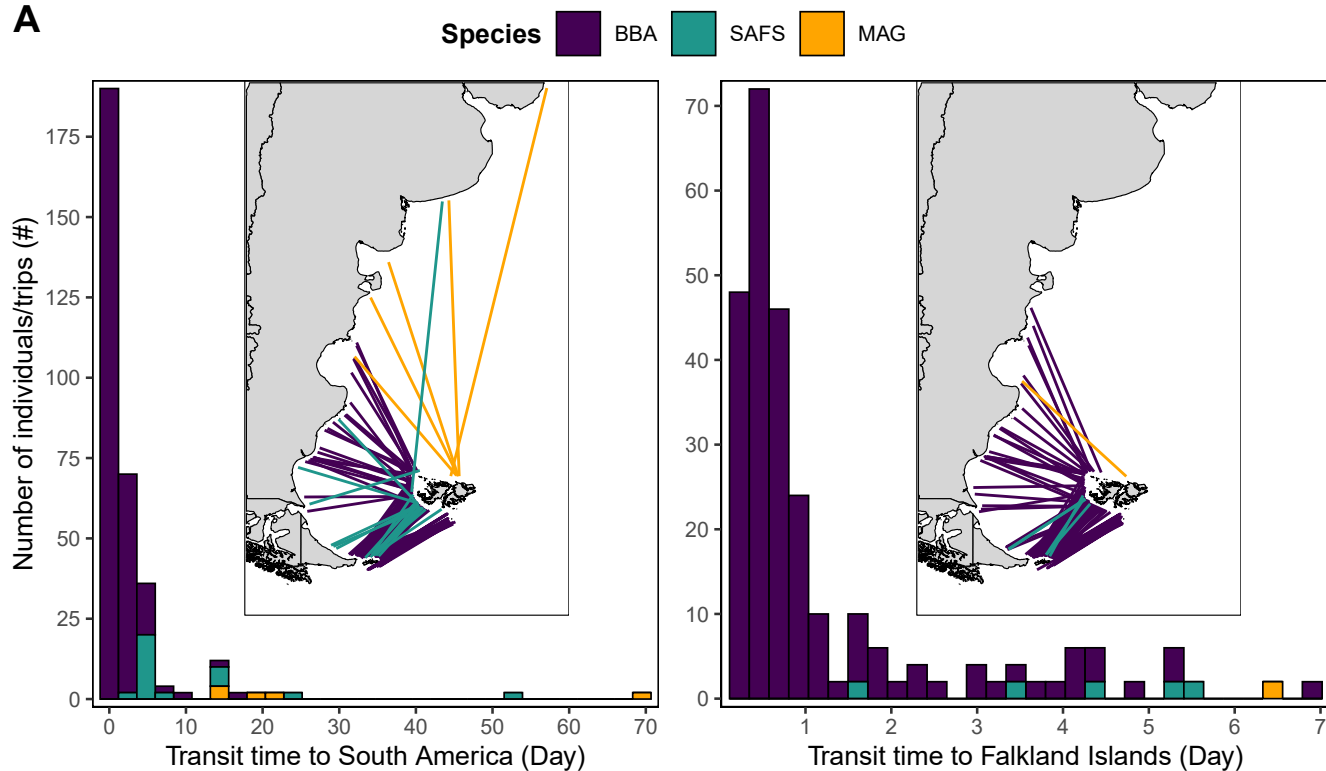 A
Species BBA SAFS MAG
Number of individuals/trips (#)
175
150
125
100
75
50
25
0
0 10 20 30 40 50 60 70
Transit time to South America (Day)
70
60
50
40
30
20
10
0
1 2 3 4 5 6 7
Transit time to Falkland Islands (Day)